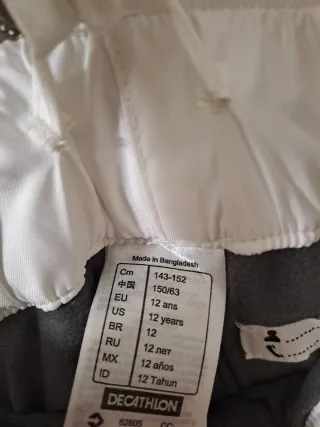 Made in Bangladesh
Cm 143-152
中国 150/63
EU 12 ans
US 12 years
BR 12
RU 12 лет
MX 12 años
ID 12 Tahun
DECATHLON